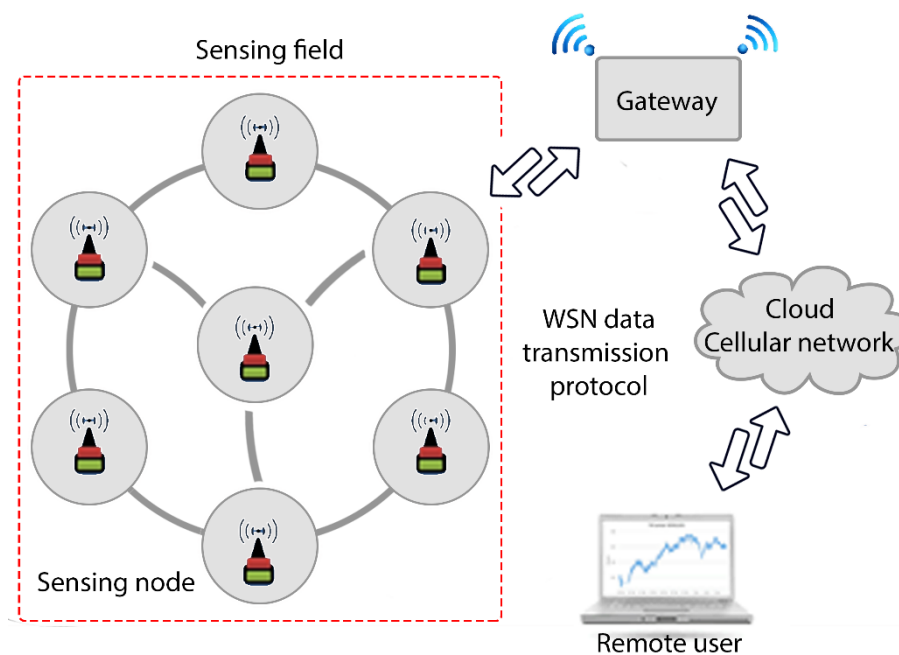 Sensing field
Gateway
WSN data
transmission
protocol
Cloud
Cellular network
Sensing node
Remote user